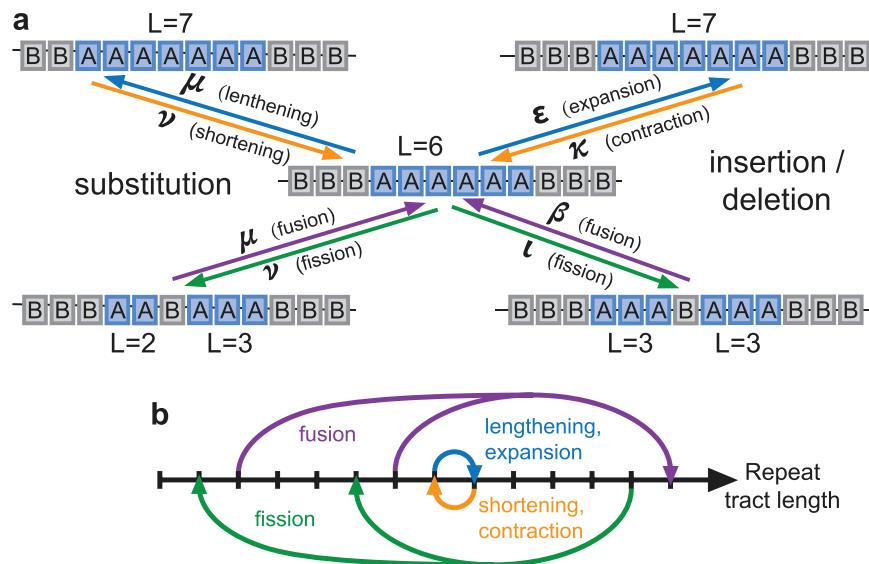 a
L=7
B B A A A A A A A B B B
L=7
B B B A A A A A A A B B B
μ (lenthening)
ν (shortening)
ε (expansion)
κ (contraction)
L=6
B B B A A A A A A B B B
substitution
insertion /
deletion
μ (fusion)
ν (fission)
β (fusion)
ι (fission)
B B B A A B A A A B B B
L=2 L=3
B B B A A A B A A A B B B
L=3 L=3
b
fusion
lengthening,
expansion
Repeat
tract length
fission
shortening,
contraction